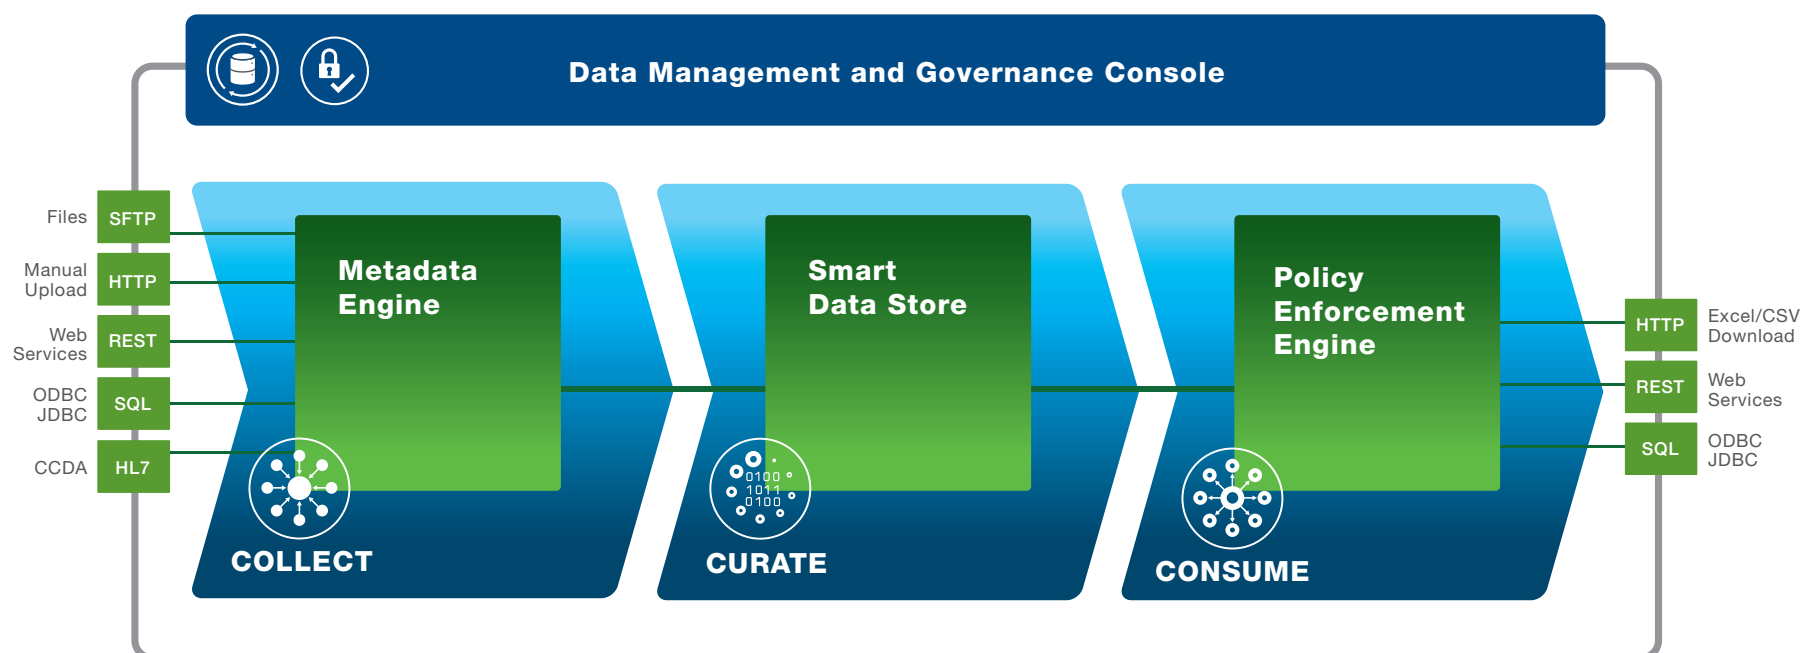 Data Management and Governance Console
Files
SFTP
Manual
Upload
HTTP
Web
Services
REST
ODBC
JDBC
SQL
CCDA
HL7
Metadata
Engine
COLLECT
Smart
Data Store
0100
1011
0100
CURATE
Policy
Enforcement
Engine
CONSUME
HTTP
Excel/CSV
Download
REST
Web
Services
SQL
ODBC
JDBC